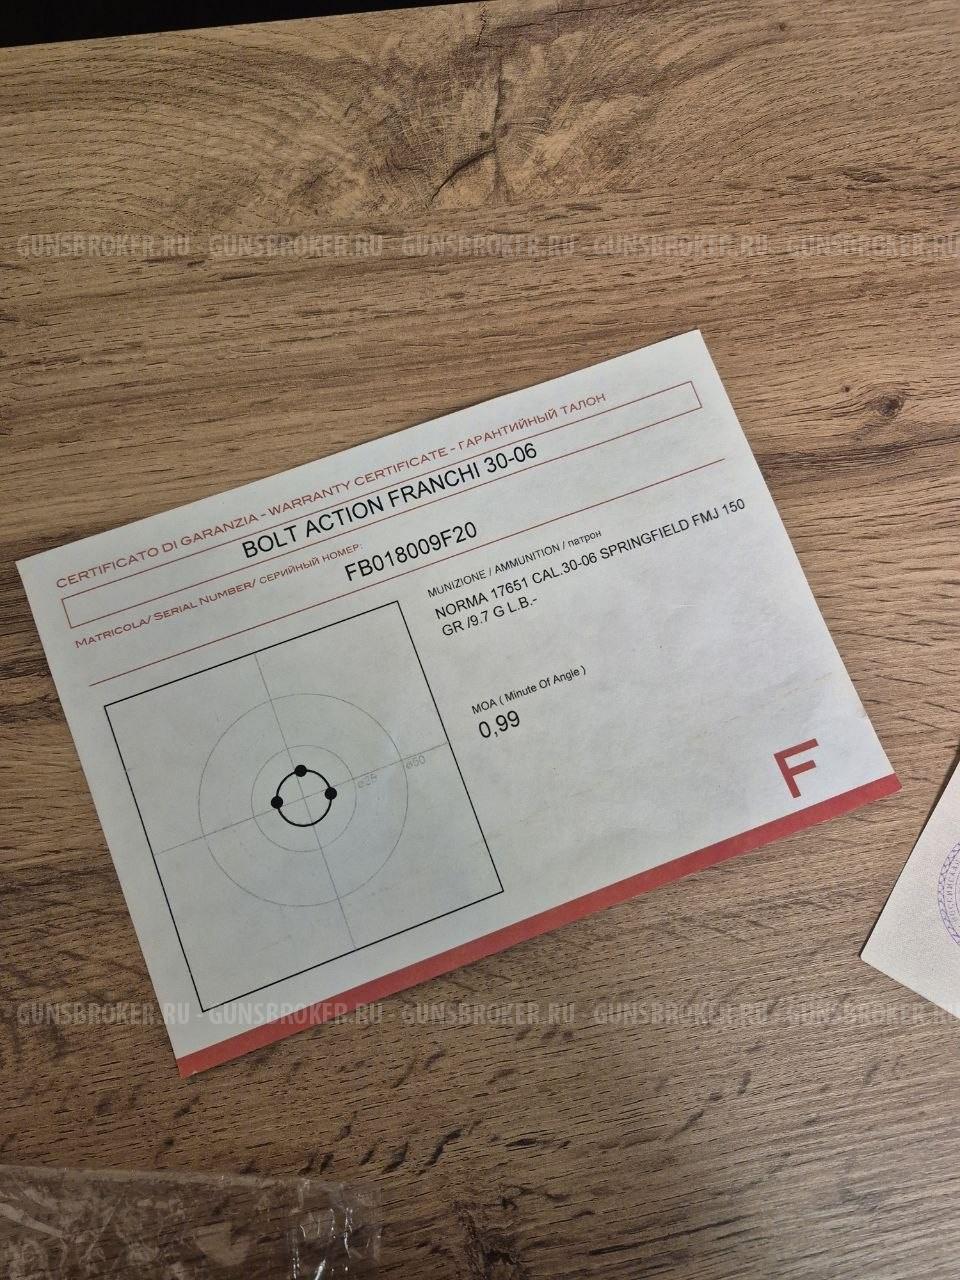 GUNSBROKER.RU - GUNSBROKER.RU - GUNSBROKER.RU - GUNSBROKER.RU - GUNSBROKER.RU
CERTIFICATO DI GARANZIA - WARRANTY CERTIFICATE - ГАРАНТИЙНЫЙ ТАЛОН
BOLT ACTION FRANCHI 30-06
MATRICOLA/ SERIAL NUMBER/ СЕРИЙНЫЙ НОМЕР:
FB018009F20
MUNIZIONE / AMMUNITION / патрон
NORMA 17651 CAL.30-06 SPRINGFIELD FMJ 150
GR /9.7 G L.B.-
MOA ( Minute Of Angle )
0,99
ø25
ø50
F
GUNSBROKER.RU - GUNSBROKER.RU - GUNSBROKER.RU - GUNSBROKER.RU - GUNSBROKER.RU